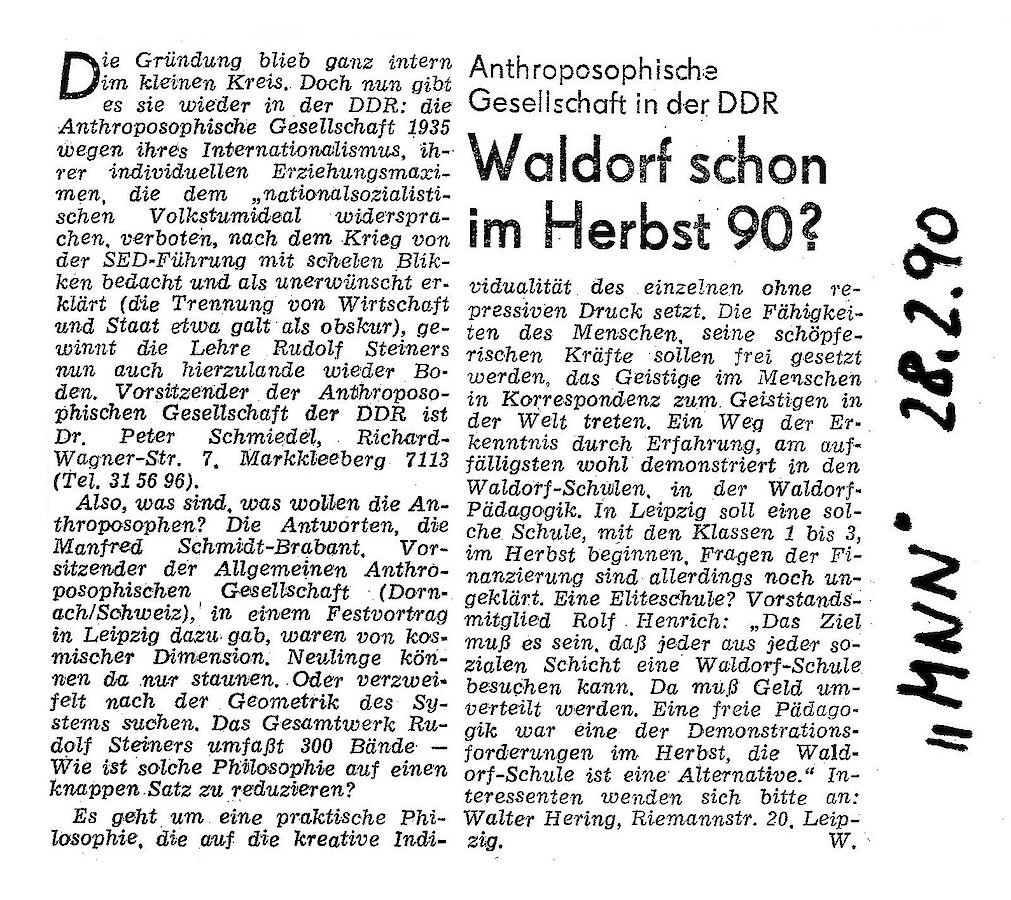 Anthroposophische
Gesellschaft in der DDR
Waldorf schon
im Herbst 90?
Die Gründung blieb ganz intern
im kleinen Kreis. Doch nun gibt
es sie wieder in der DDR: die
Anthroposophische Gesellschaft 1935
wegen ihres Internationalismus, ih-
rer individuellen Erziehungsmaxi-
men, die dem „nationalsozialisti-
schen Volkstumideal widerspra-
chen, verboten, nach dem Krieg von
der SED-Führung mit schelen Blik-
ken bedacht und als unerwünscht er-
klärt (die Trennung von Wirtschaft
und Staat etwa galt als obskur), ge-
winnt die Lehre Rudolf Steiners
nun auch hierzulande wieder Bo-
den. Vorsitzender der Anthroposo-
phischen Gesellschaft der DDR ist
Dr. Peter Schmiedel, Richard-
Wagner-Str. 7, Markkleeberg 7113
(Tel. 31 56 96).
Also, was sind, was wollen die An-
throposophen? Die Antworten, die
Manfred Schmidt-Brabant, Vor-
sitzender der Allgemeinen Anthro-
posophischen Gesellschaft (Dorn-
ach/Schweiz), in einem Festvortrag
in Leipzig dazu gab, waren von kos-
mischer Dimension. Neulinge kön-
nen da nur staunen. Oder verzwei-
felt nach der Geometrik des Sy-
stems suchen. Das Gesamtwerk Ru-
dolf Steiners umfaßt 300 Bände —
Wie ist solche Philosophie auf einen
knappen Satz zu reduzieren?
Es geht um eine praktische Phi-
losophie, die auf die kreative Indi-
vidualität des einzelnen ohne re-
pressiven Druck setzt. Die Fähigkei-
ten des Menschen, seine schöpfe-
rischen Kräfte sollen frei gesetzt
werden, das Geistige im Menschen
in Korrespondenz zum Geistigen in
der Welt treten. Ein Weg der Er-
kenntnis durch Erfahrung, am auf-
fälligsten wohl demonstriert in den
Waldorf-Schulen, in der Waldorf-
Pädagogik. In Leipzig soll eine sol-
che Schule, mit den Klassen 1 bis 3,
im Herbst beginnen. Fragen der Fi-
nanzierung sind allerdings noch un-
geklärt. Eine Eliteschule? Vorstands-
mitglied Rolf Henrich: „Das Ziel
muß es sein, daß jeder aus jeder so-
zialen Schicht eine Waldorf-Schule
besuchen kann. Da muß Geld um-
verteilt werden. Eine freie Pädago-
gik war eine der Demonstrations-
forderungen im Herbst, die Wald-
orf-Schule ist eine Alternative.“ In-
teressenten wenden sich bitte an:
Walter Hering, Riemannstr. 20, Leip-
zig. W.
"MNN" 28.2.90